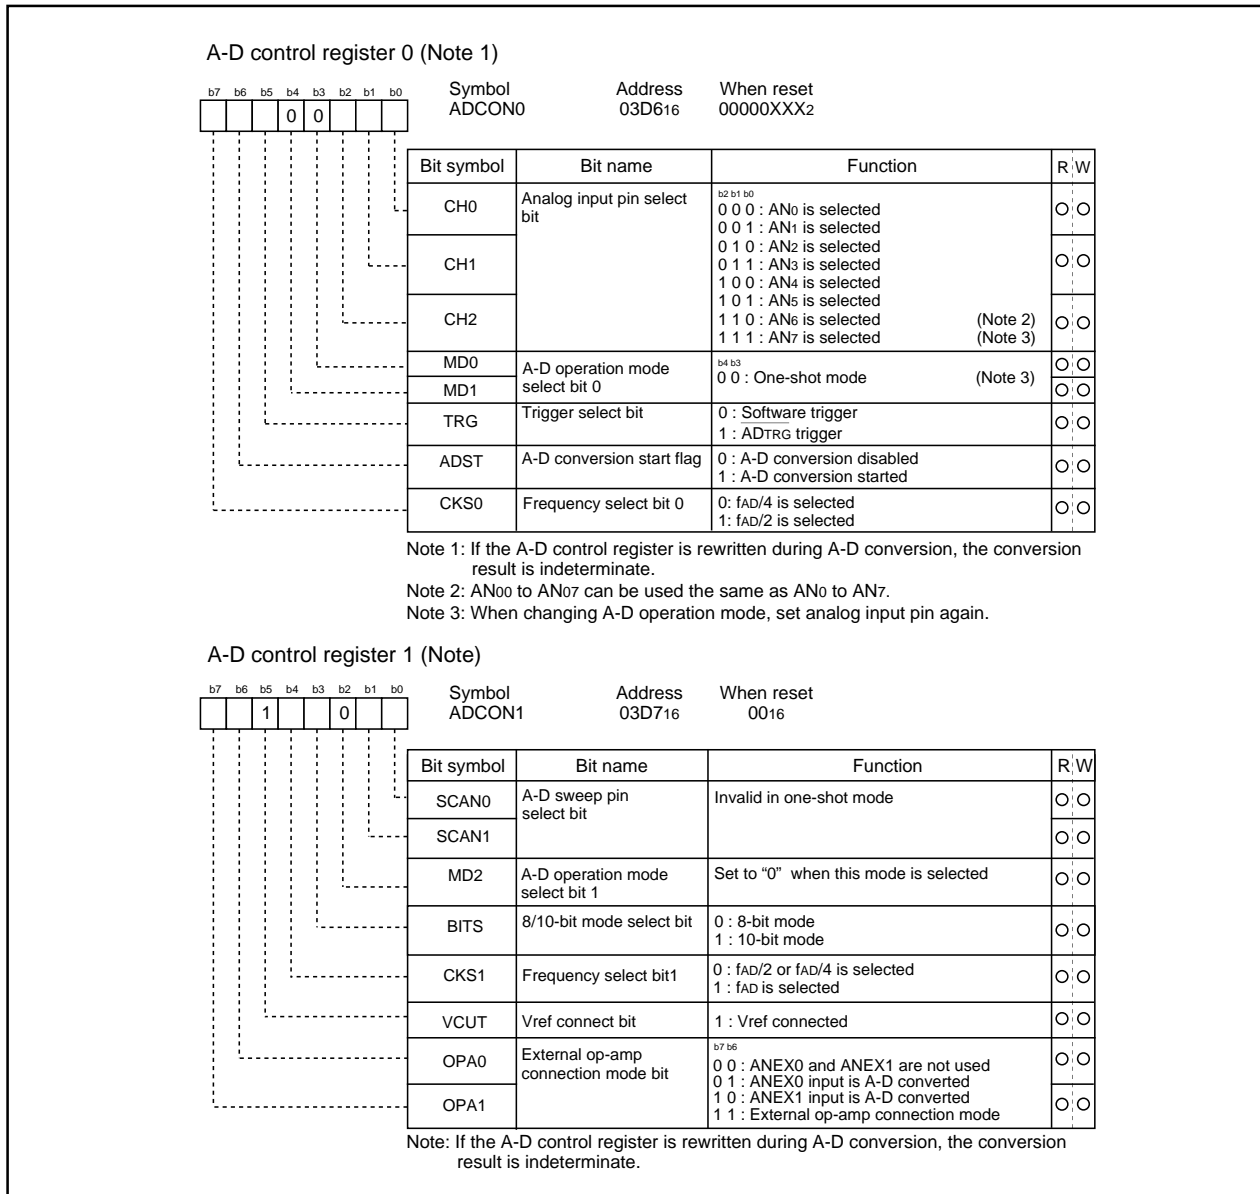 A-D control register 0 (Note 1)
b7 b6 b5 b4 b3 b2 b1 b0
0 0
Symbol Address When reset
ADCON0 03D616 00000XXX2
Bit symbol Bit name Function R W
CH0 Analog input pin select bit
CH1
CH2
b2 b1 b0
0 0 0 : AN0 is selected
0 0 1 : AN1 is selected
0 1 0 : AN2 is selected
0 1 1 : AN3 is selected
1 0 0 : AN4 is selected
1 0 1 : AN5 is selected
1 1 0 : AN6 is selected (Note 2)
1 1 1 : AN7 is selected (Note 3)
MD0
MD1
A-D operation mode
select bit 0
b4 b3
0 0 : One-shot mode (Note 3)
TRG Trigger select bit 0 : Software trigger
1 : ADTRG trigger
ADST A-D conversion start flag 0 : A-D conversion disabled
1 : A-D conversion started
CKS0 Frequency select bit 0 0: fAD/4 is selected
1: fAD/2 is selected
Note 1: If the A-D control register is rewritten during A-D conversion, the conversion
result is indeterminate.
Note 2: AN00 to AN07 can be used the same as AN0 to AN7.
Note 3: When changing A-D operation mode, set analog input pin again.
A-D control register 1 (Note)
b7 b6 b5 b4 b3 b2 b1 b0
1 0
Symbol Address When reset
ADCON1 03D716 0016
Bit symbol Bit name Function R W
SCAN0 A-D sweep pin
select bit
Invalid in one-shot mode
SCAN1
MD2 A-D operation mode
select bit 1
Set to “0” when this mode is selected
BITS 8/10-bit mode select bit 0 : 8-bit mode
1 : 10-bit mode
CKS1 Frequency select bit1 0 : fAD/2 or fAD/4 is selected
1 : fAD is selected
VCUT Vref connect bit 1 : Vref connected
OPA0
OPA1
External op-amp
connection mode bit
b7 b6
0 0 : ANEX0 and ANEX1 are not used
0 1 : ANEX0 input is A-D converted
1 0 : ANEX1 input is A-D converted
1 1 : External op-amp connection mode
Note: If the A-D control register is rewritten during A-D conversion, the conversion
result is indeterminate.